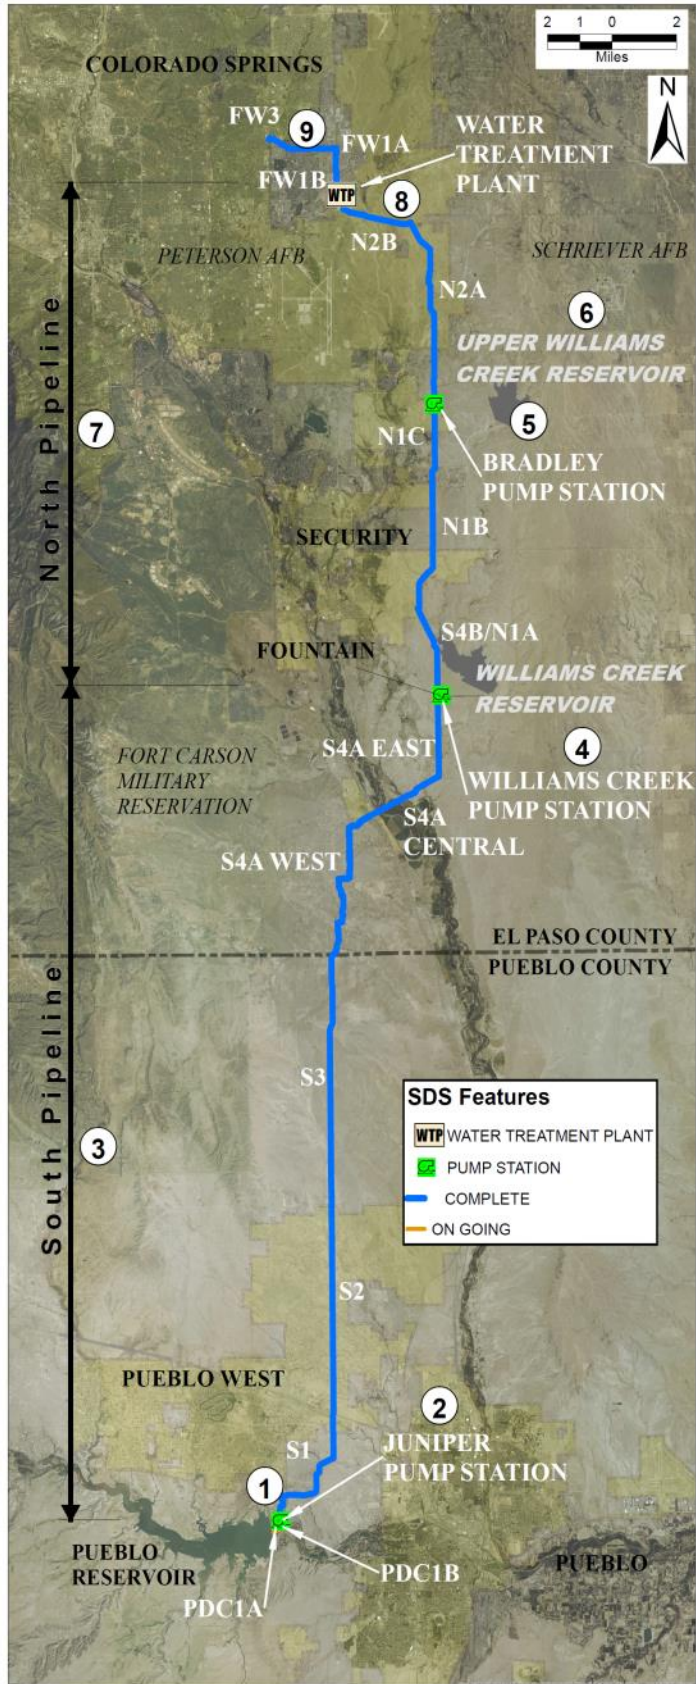 2 1 0 2
Miles
N
COLORADO SPRINGS
FW3
9
FW1A
WATER
TREATMENT
PLANT
FW1B
WTP
8
N2B
PETERSON AFB
SCHRIEVER AFB
N2A
6
UPPER WILLIAMS
CREEK RESERVOIR
North Pipeline
7
5
N1C
BRADLEY
PUMP STATION
N1B
SECURITY
S4B/N1A
FOUNTAIN
WILLIAMS CREEK
RESERVOIR
S4A EAST
4
FORT CARSON
MILITARY
RESERVATION
WILLIAMS CREEK
PUMP STATION
S4A
CENTRAL
S4A WEST
EL PASO COUNTY
PUEBLO COUNTY
South Pipeline
S3
3
SDS Features
WTP WATER TREATMENT PLANT
PUMP STATION
COMPLETE
ON GOING
S2
PUEBLO WEST
2
JUNIPER
PUMP STATION
S1
1
PUEBLO
RESERVOIR
PDC1B
PUEBLO
PDC1A